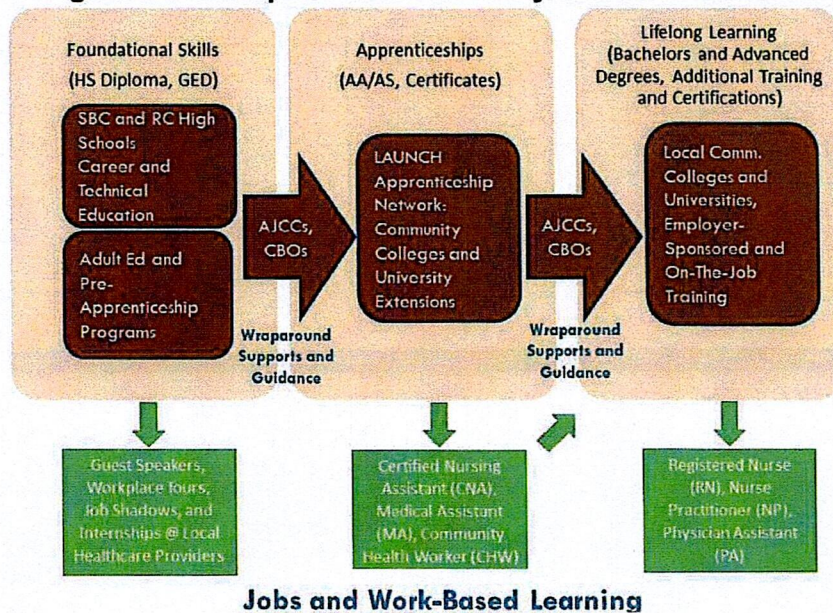 Foundational Skills
(HS Diploma, GED)
SBC and RC High
Schools
Career and
Technical
Education
Adult Ed and
Pre-
Apprenticeship
Programs
AJCCs,
CBOs
Wraparound
Supports and
Guidance
Apprenticeships
(AA/AS, Certificates)
LAUNCH
Apprenticeship
Network:
Community
Colleges and
University
Extensions
AJCCs,
CBOs
Wraparound
Supports and
Guidance
Lifelong Learning
(Bachelors and Advanced
Degrees, Additional Training
and Certifications)
Local Comm.
Colleges and
Universities,
Employer-
Sponsored and
On-The-Job
Training
Guest Speakers,
Workplace Tours,
Job Shadows, and
Internships @ Local
Healthcare Providers
Certified Nursing
Assistant (CNA),
Medical Assistant
(MA), Community
Health Worker (CHW)
Registered Nurse
(RN), Nurse
Practitioner (NP),
Physician Assistant
(PA)
Jobs and Work-Based Learning